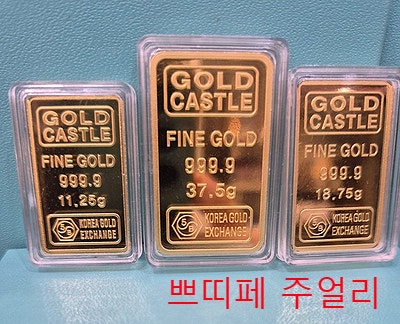 GOLD
CASTLE
FINE GOLD
999.9
11.25g
KOREA GOLD
EXCHANGE
GOLD
CASTLE
FINE GOLD
999.9
37.5g
KOREA GOLD
EXCHANGE
GOLD
CASTLE
FINE GOLD
999.9
18.75g
KOREA GOLD
EXCHANGE
쁘띠페 주얼리